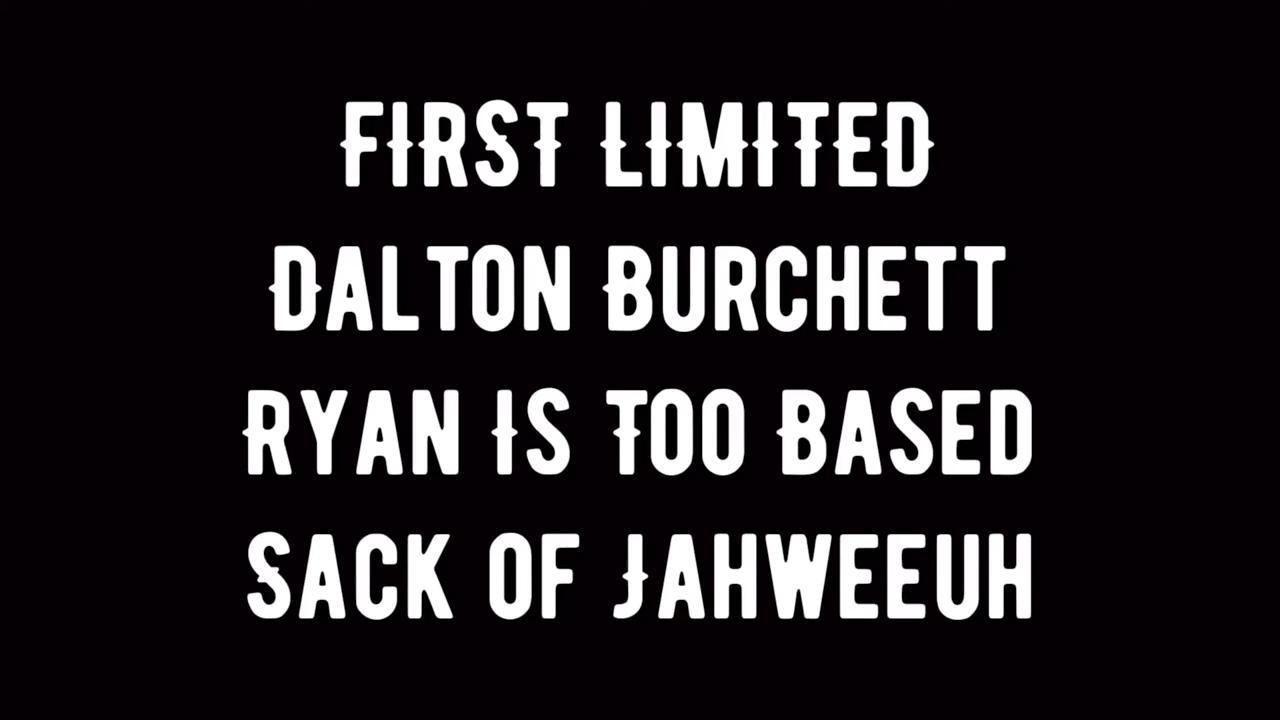 First Limited
Dalton Burchett
Ryan Is Too Based
Sack of Jahweeuh